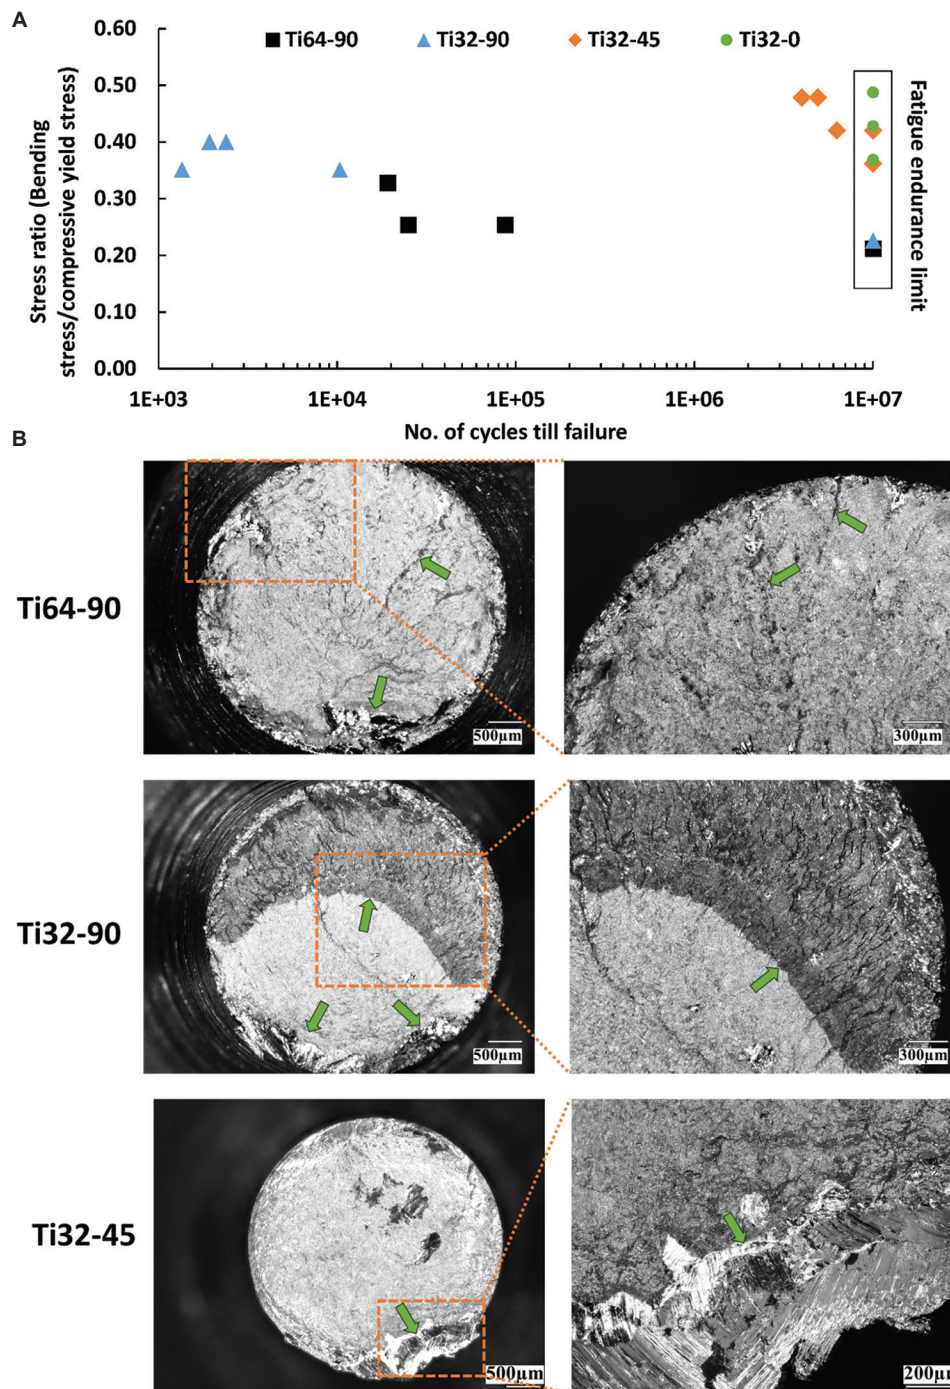 A
0.60
Ti64-90 Ti32-90 Ti32-45 Ti32-0
0.50
0.40
0.30
0.20
0.10
0.00
Stress ratio (Bending
stress/compressive yield stress)
Fatigue endurance limit
1E+03 1E+04 1E+05 1E+06 1E+07
No. of cycles till failure
B
Ti64-90
500µm
300µm
Ti32-90
500µm
300µm
Ti32-45
500µm
200µm